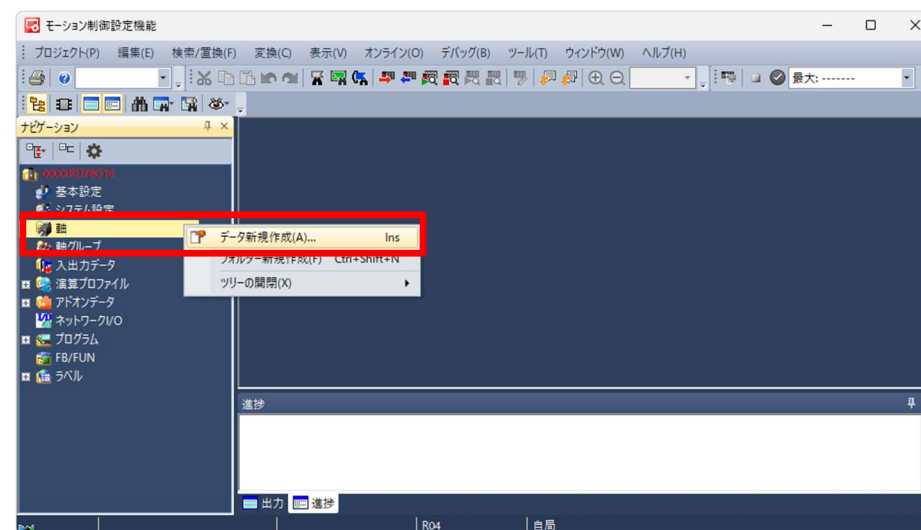 モーション制御設定機能
プロジェクト(P) 編集(E) 検索/置換(F) 変換(C) 表示(V) オンライン(O) デバッグ(B) ツール(T) ウィンドウ(W) ヘルプ(H)
最大: -------
ナビゲーション
0000:RD78G16
基本設定
システム設定
軸
データ新規作成(A)... Ins
軸グループ
フォルダー新規作成(F) Ctrl+Shift+N
入出力データ
ツリーの開閉(X)
演算プロファイル
アドオンデータ
ネットワークI/O
プログラム
FB/FUN
ラベル
進捗
出力 進捗
R04 自局